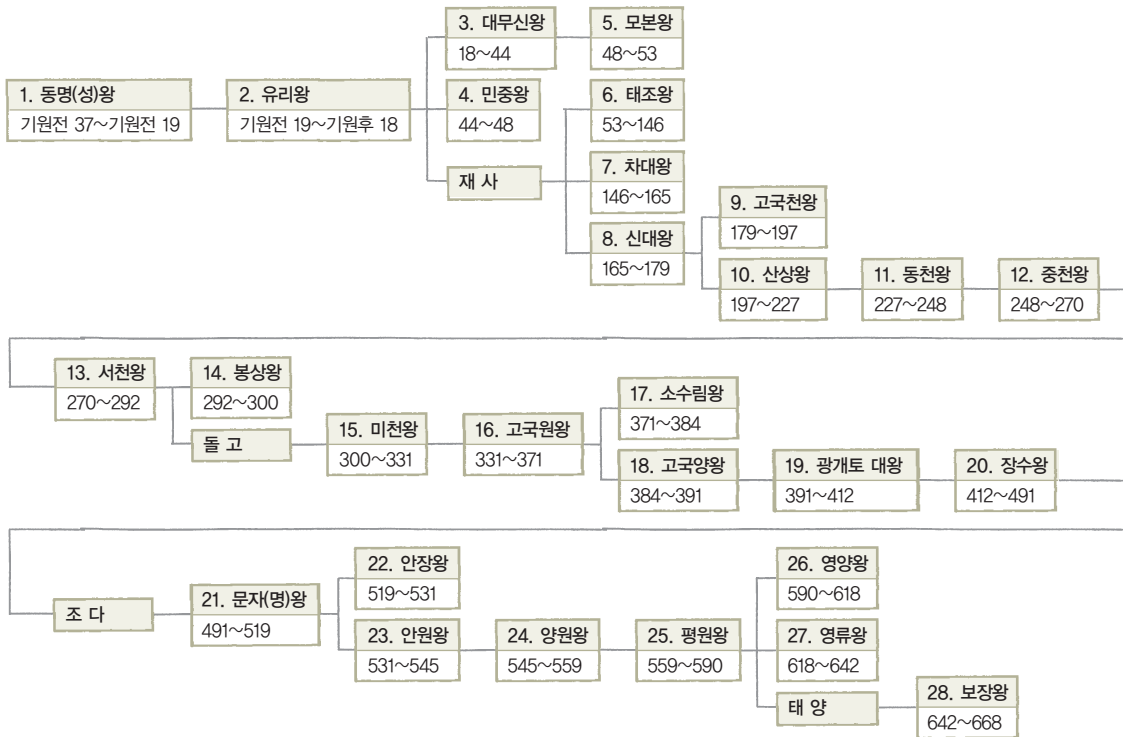 1. 동명(성)왕
기원전 37~기원전 19
2. 유리왕
기원전 19~기원후 18
3. 대무신왕
18~44
4. 민중왕
44~48
재 사
5. 모본왕
48~53
6. 태조왕
53~146
7. 차대왕
146~165
8. 신대왕
165~179
9. 고국천왕
179~197
10. 산상왕
197~227
11. 동천왕
227~248
12. 중천왕
248~270
13. 서천왕
270~292
14. 봉상왕
292~300
돌 고
15. 미천왕
300~331
16. 고국원왕
331~371
17. 소수림왕
371~384
18. 고국양왕
384~391
19. 광개토 대왕
391~412
20. 장수왕
412~491
조 다
21. 문자(명)왕
491~519
22. 안장왕
519~531
23. 안원왕
531~545
24. 양원왕
545~559
25. 평원왕
559~590
26. 영양왕
590~618
27. 영류왕
618~642
태 양
28. 보장왕
642~668